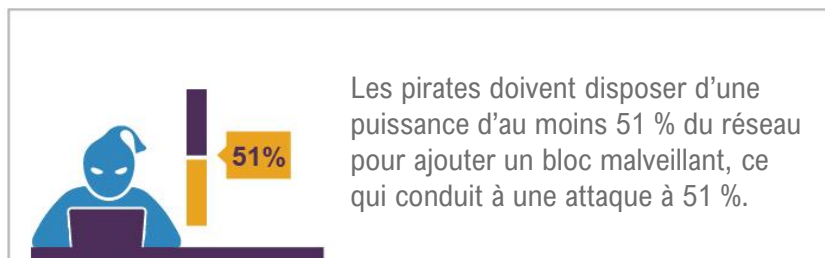 Les pirates doivent disposer d’une
puissance d’au moins 51 % du réseau
pour ajouter un bloc malveillant, ce
qui conduit à une attaque à 51 %.
51%